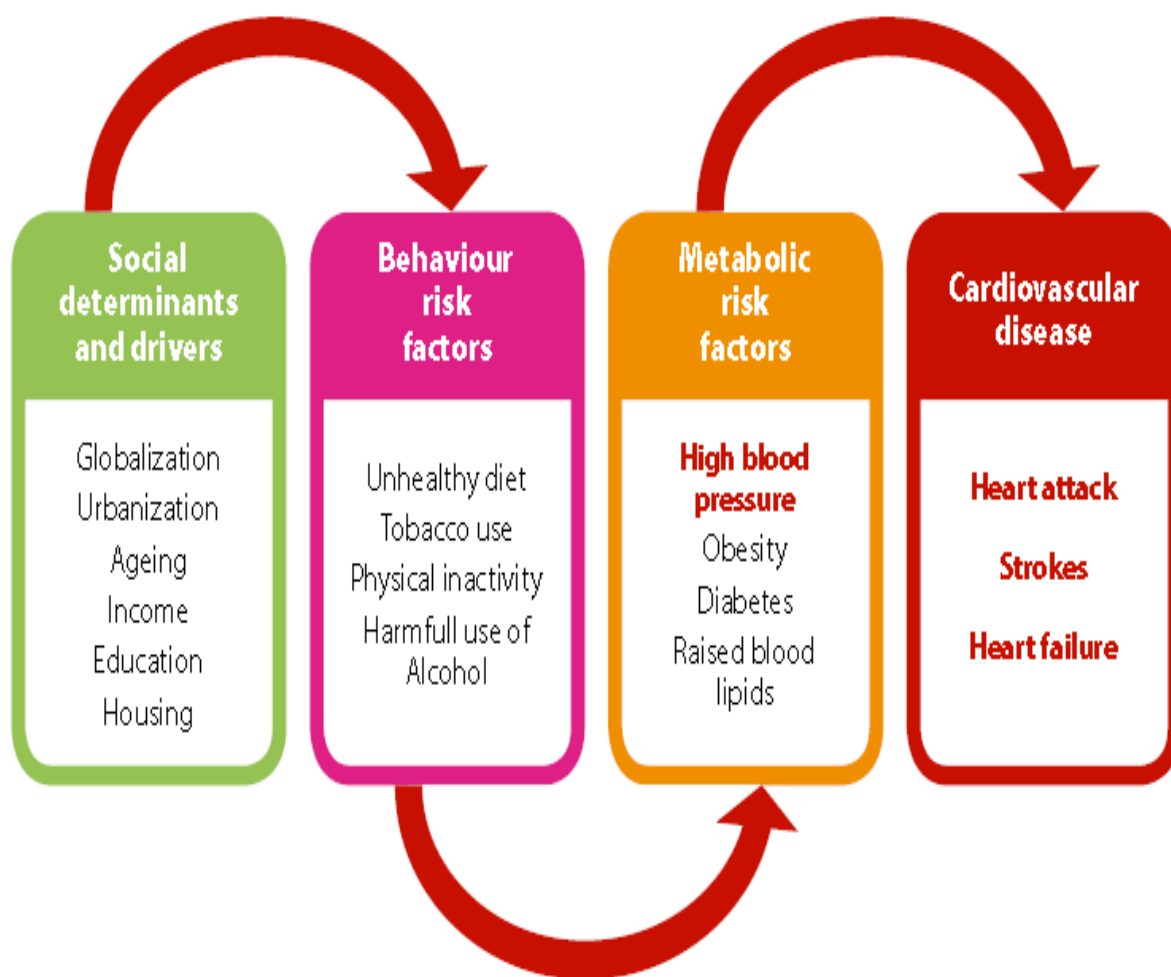 Social
determinants
and drivers
Globalization
Urbanization
Ageing
Income
Education
Housing
Behaviour
risk
factors
Unhealthy diet
Tobacco use
Physical inactivity
Harmfull use of
Alcohol
Metabolic
risk
factors
High blood
pressure
Obesity
Diabetes
Raised blood
lipids
Cardiovascular
disease
Heart attack
Strokes
Heart failure